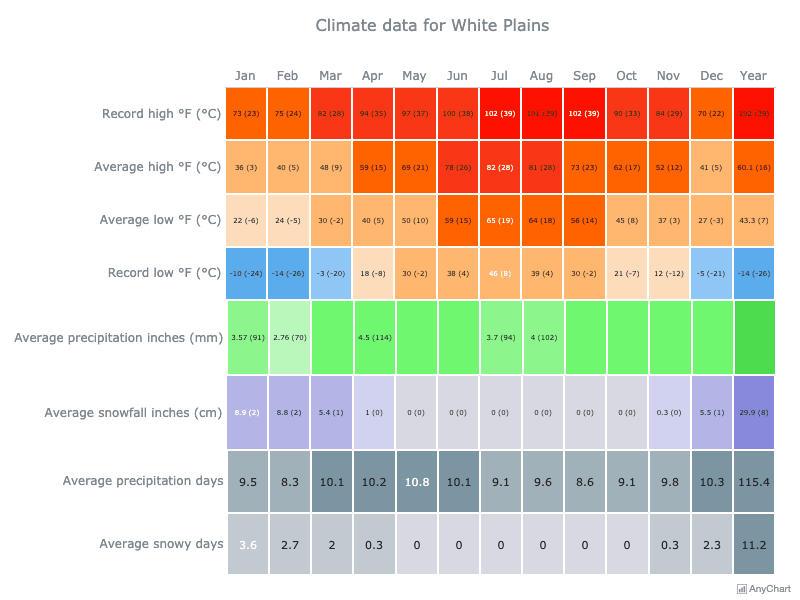 Climate data for White Plains
Jan Feb Mar Apr May Jun Jul Aug Sep Oct Nov Dec Year
Record high °F (°C) 73 (23) 75 (24) 82 (28) 94 (35) 97 (37) 100 (38) 102 (39) 101 (39) 102 (39) 90 (33) 84 (29) 70 (22) 102 (39)
Average high °F (°C) 36 (3) 40 (5) 48 (9) 59 (15) 69 (21) 78 (26) 82 (28) 81 (28) 73 (23) 62 (17) 52 (12) 41 (5) 60.1 (16)
Average low °F (°C) 22 (-6) 24 (-5) 30 (-2) 40 (5) 50 (10) 59 (15) 65 (19) 64 (18) 56 (14) 45 (8) 37 (3) 27 (-3) 43.3 (7)
Record low °F (°C) -10 (-24) -14 (-26) -3 (-20) 18 (-8) 30 (-2) 38 (4) 46 (8) 39 (4) 30 (-2) 21 (-7) 12 (-12) -5 (-21) -14 (-26)
Average precipitation inches (mm) 3.57 (91) 2.76 (70) 4.5 (114) 3.7 (94) 4 (102)
Average snowfall inches (cm) 8.9 (2) 8.8 (2) 5.4 (1) 1 (0) 0 (0) 0 (0) 0 (0) 0 (0) 0 (0) 0 (0) 0.3 (0) 5.5 (1) 29.9 (8)
Average precipitation days 9.5 8.3 10.1 10.2 10.8 10.1 9.1 9.6 8.6 9.1 9.8 10.3 115.4
Average snowy days 3.6 2.7 2 0.3 0 0 0 0 0 0 0.3 2.3 11.2
AnyChart